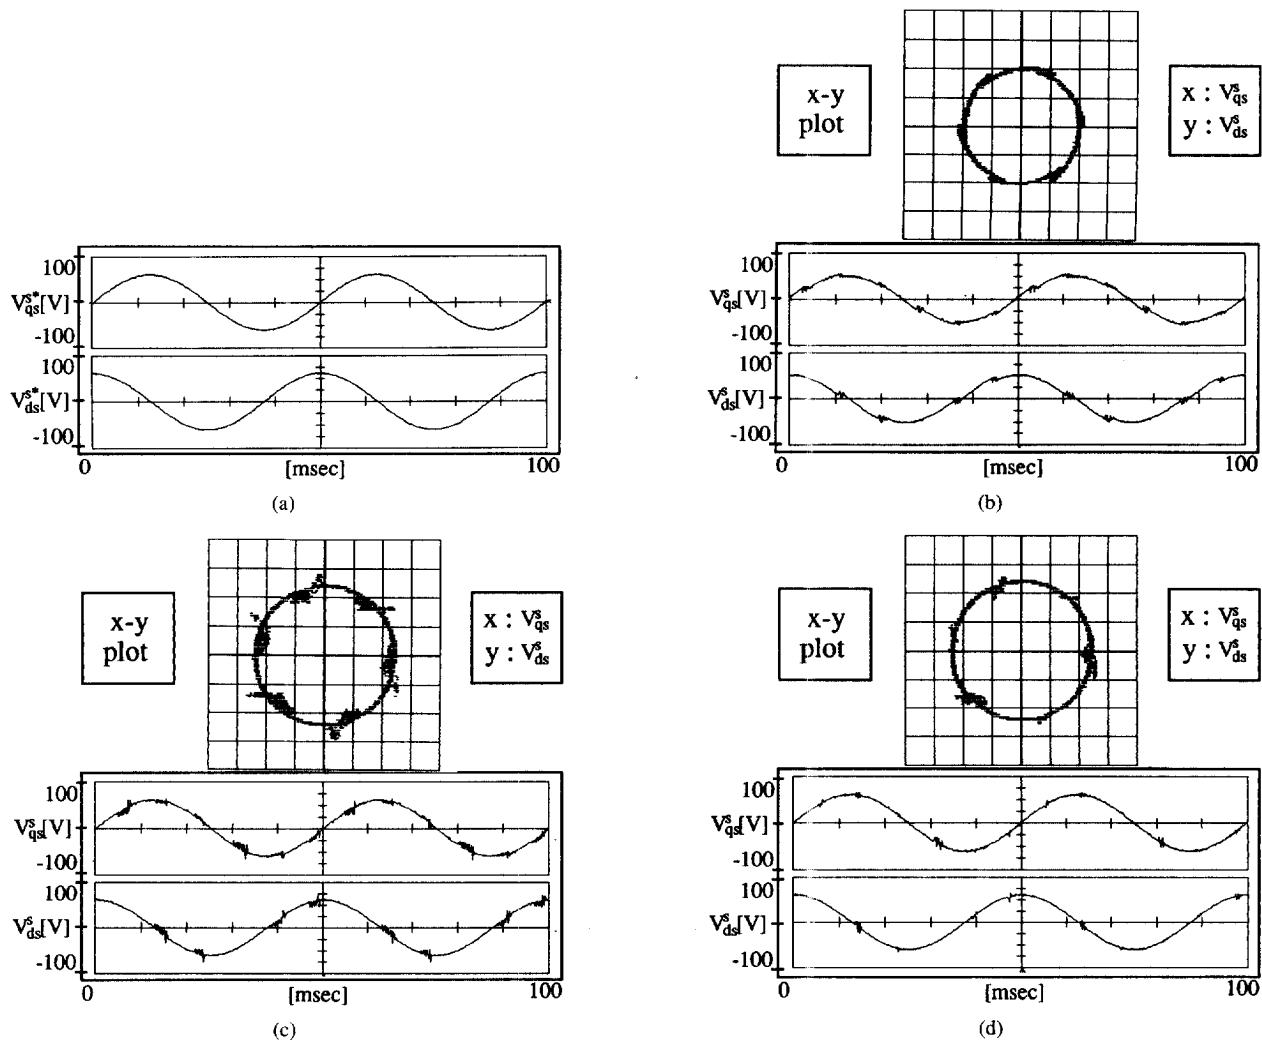 x-y
plot
x : V^s_qs
y : V^s_ds
100
V^s*_qs[V]
-100
100
V^s*_ds[V]
-100
0 [msec] 100
(a)
100
V^s_qs[V]
-100
100
V^s_ds[V]
-100
0 [msec] 100
(b)
x-y
plot
x : V^s_qs
y : V^s_ds
100
V^s_qs[V]
-100
100
V^s_ds[V]
-100
0 [msec] 100
(c)
x-y
plot
x : V^s_qs
y : V^s_ds
100
V^s_qs[V]
-100
100
V^s_ds[V]
-100
0 [msec] 100
(d)